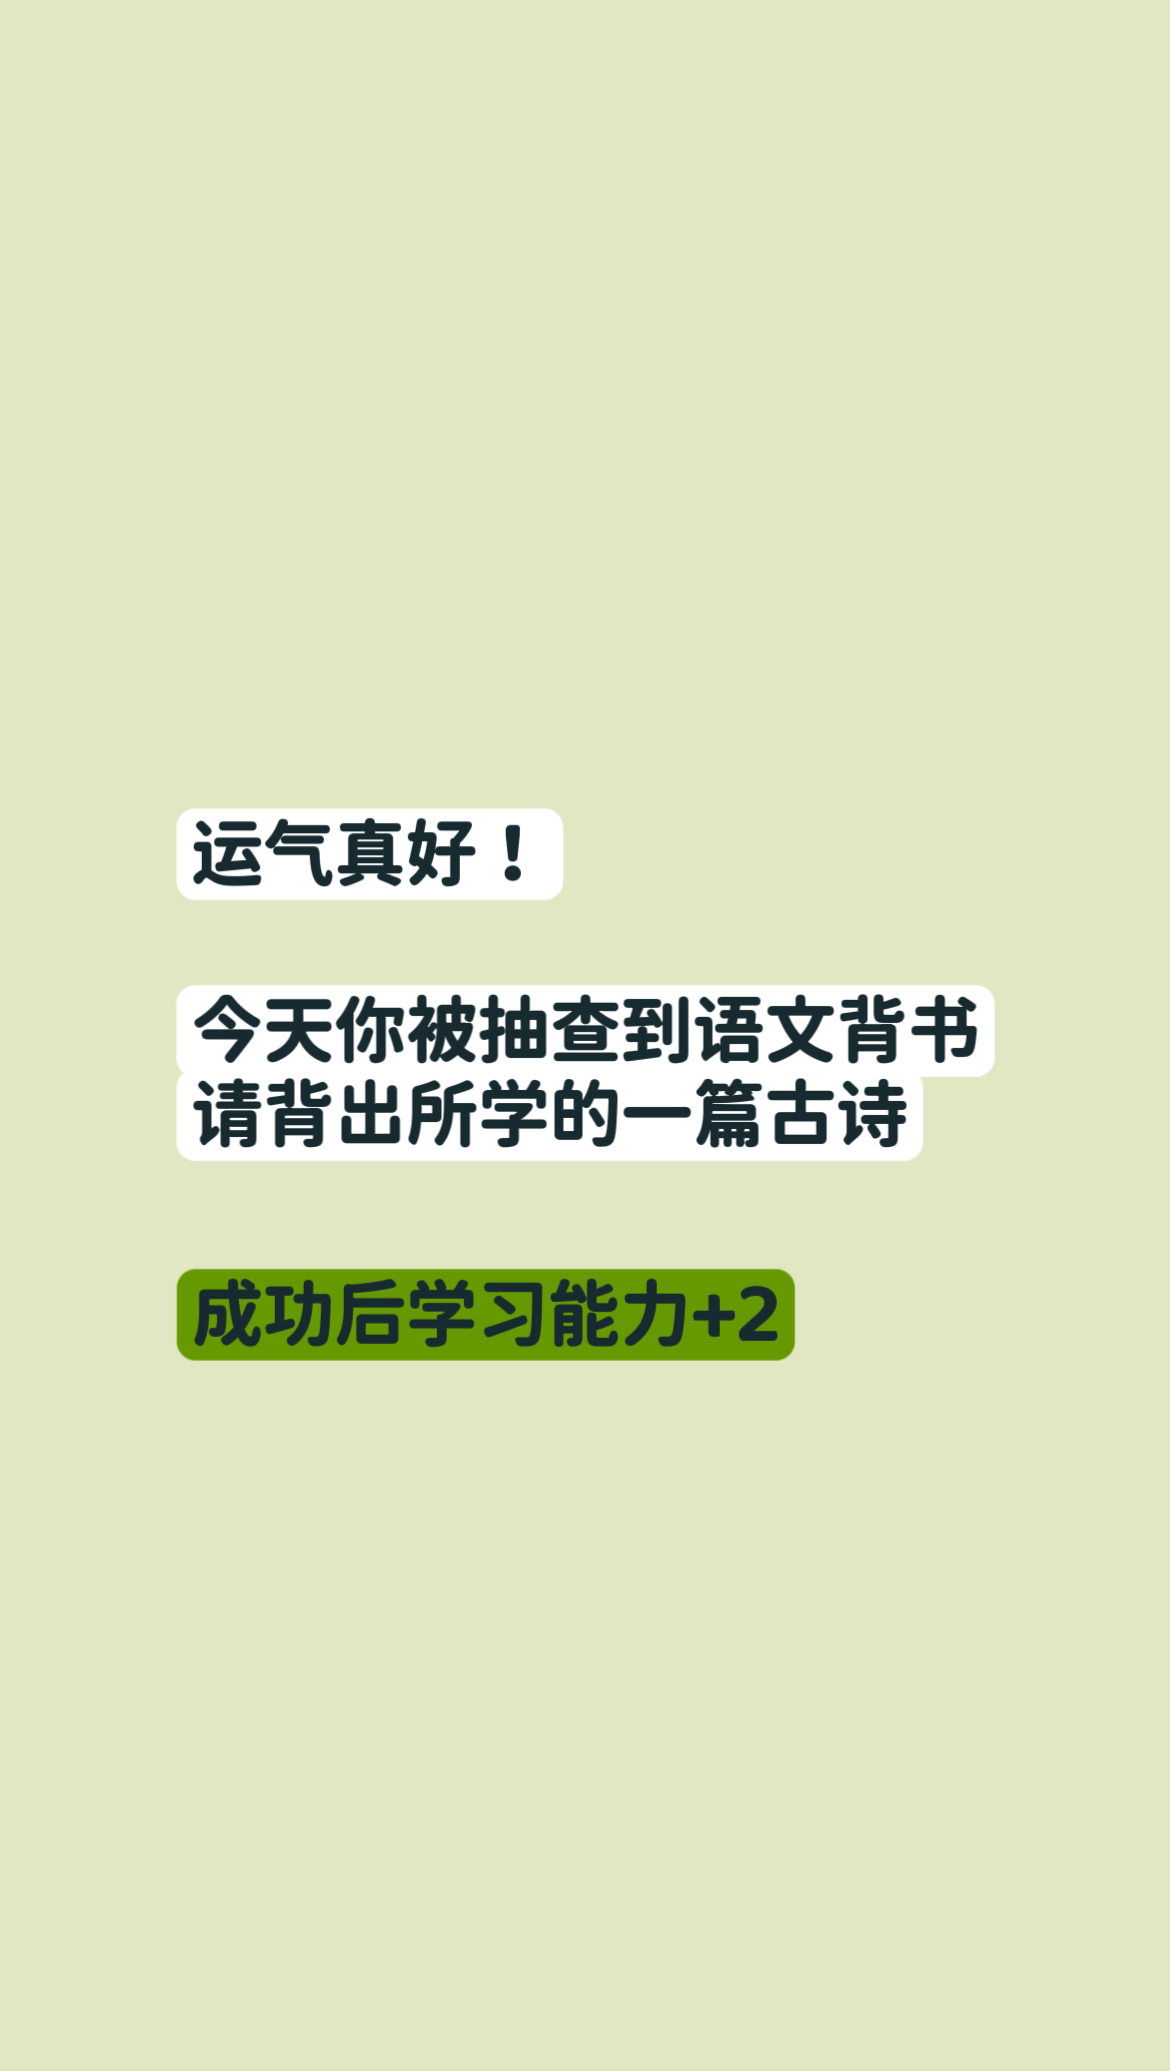 运气真好！
今天你被抽查到语文背书
请背出所学的一篇古诗
成功后学习能力+2